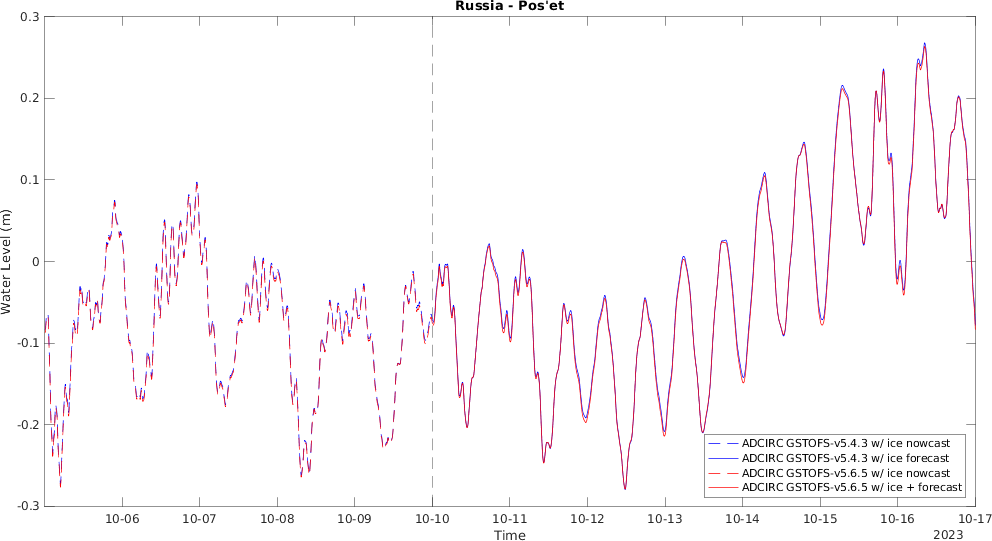 Russia - Pos'et
0.3
0.2
0.1
0
-0.1
-0.2
-0.3
Water Level (m)
ADCIRC GSTOFS-v5.4.3 w/ ice nowcast
ADCIRC GSTOFS-v5.4.3 w/ ice forecast
ADCIRC GSTOFS-v5.6.5 w/ ice nowcast
ADCIRC GSTOFS-v5.6.5 w/ ice + forecast
10-06 10-07 10-08 10-09 10-10 10-11 10-12 10-13 10-14 10-15 10-16 10-17
Time
2023